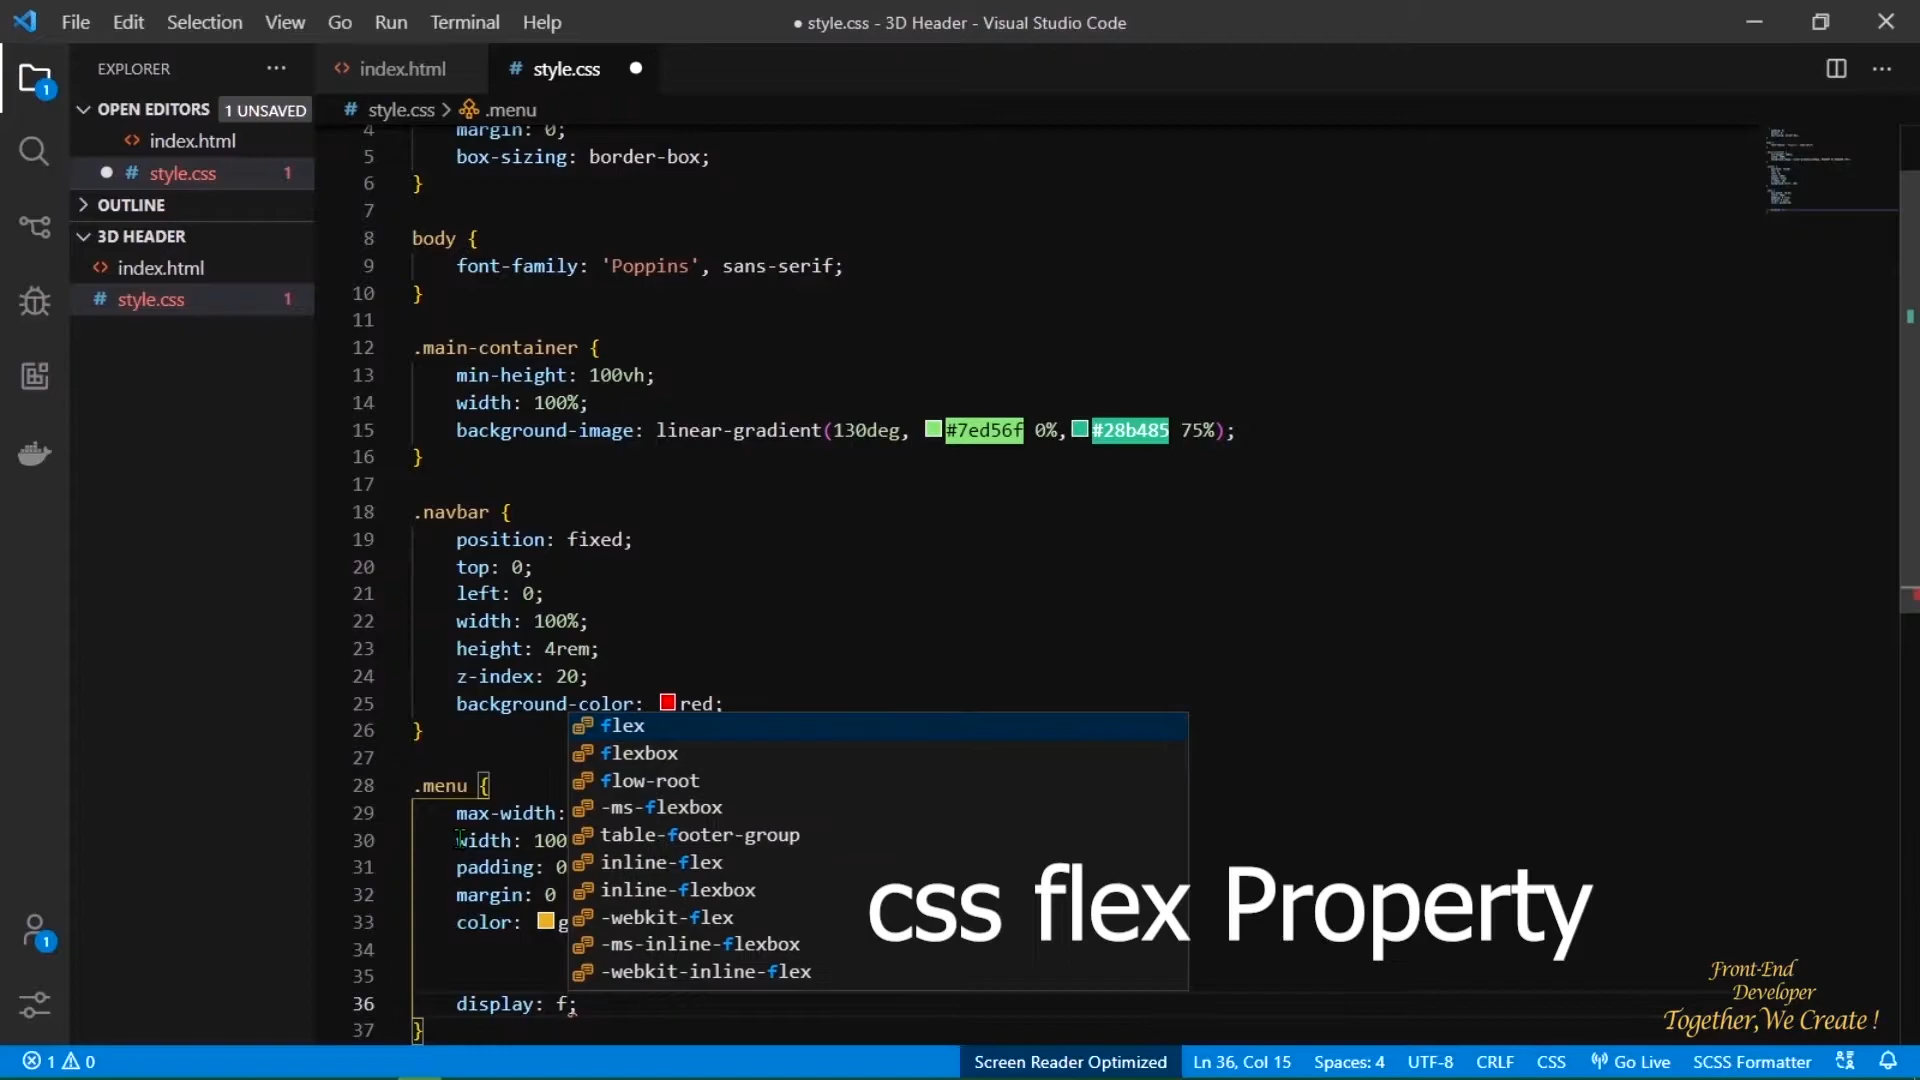 File Edit Selection View Go Run Terminal Help
● style.css - 3D Header - Visual Studio Code
EXPLORER
index.html
style.css
OPEN EDITORS
1 UNSAVED
index.html
style.css 1
OUTLINE
3D HEADER
index.html
style.css 1
style.css > .menu
4 margin: 0;
5 box-sizing: border-box;
6 }
7
8 body {
9 font-family: 'Poppins', sans-serif;
10 }
11
12 .main-container {
13 min-height: 100vh;
14 width: 100%;
15 background-image: linear-gradient(130deg, #7ed56f 0%, #28b485 75%);
16 }
17
18 .navbar {
19 position: fixed;
20 top: 0;
21 left: 0;
22 width: 100%;
23 height: 4rem;
24 z-index: 20;
25 background-color: red;
26 }
27
28 .menu {
29 max-width:
30 width: 100
31 padding: 0
32 margin: 0
33 color: g
34
35
36 display: f;
37 }
flex
flexbox
flow-root
-ms-flexbox
table-footer-group
inline-flex
inline-flexbox
-webkit-flex
-ms-inline-flexbox
-webkit-inline-flex
css flex Property
Front-End
Developer
Together,We Create !
1
1
1 0
Screen Reader Optimized
Ln 36, Col 15
Spaces: 4
UTF-8
CRLF
CSS
Go Live
SCSS Formatter